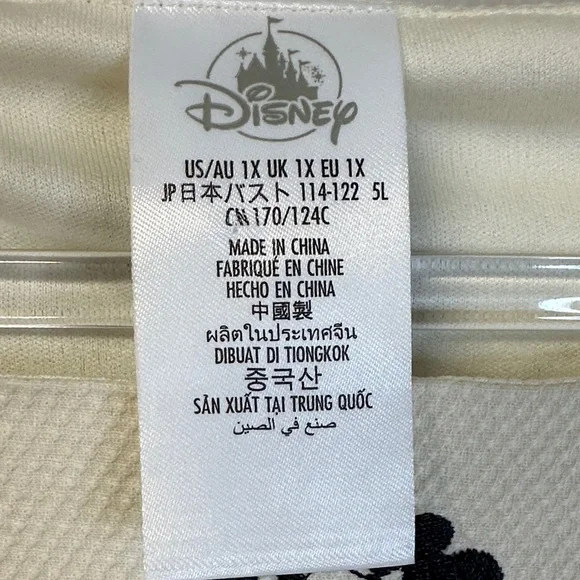 Disney
US/AU 1X UK 1X EU 1X
JP日本バスト 114-122 5L
CN 170/124C
MADE IN CHINA
FABRIQUÉ EN CHINE
HECHO EN CHINA
中國製
ผลิตในประเทศจีน
DIBUAT DI TIONGKOK
중국산
SẢN XUẤT TẠI TRUNG QUỐC
صنع في الصين